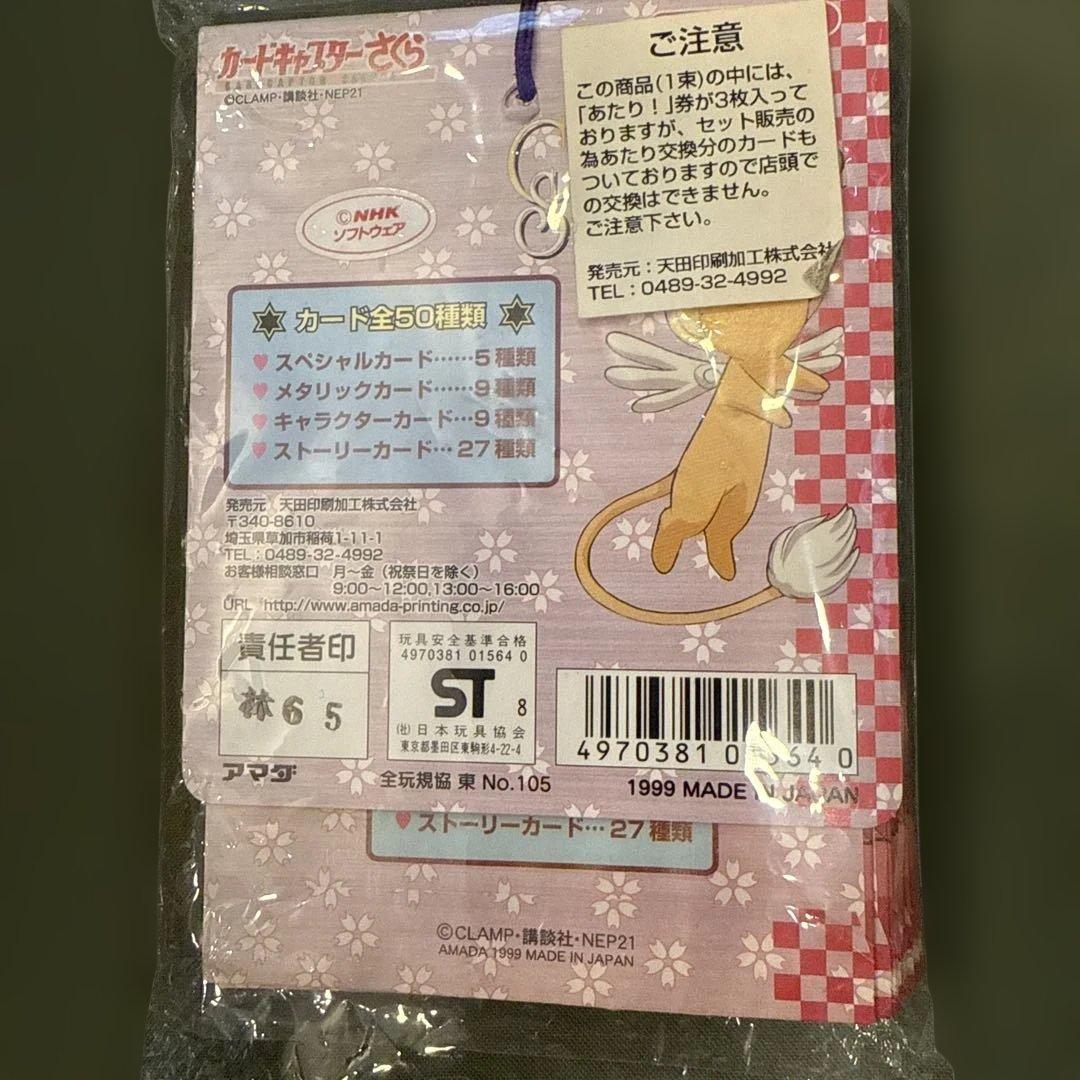 カードキャプターさくら
CARDCAPTOR
©CLAMP・講談社・NEP21
ご注意
この商品(1束)の中には、
「あたり!」券が3枚入って
おりますが、セット販売の
為あたり交換分のカードも
ついておりますので店頭で
の交換はできません。
ご注意下さい。
発売元:天田印刷加工株式会社
TEL:0489-32-4992
©NHK
ソフトウェア
カード全50種類
スペシャルカード……5種類
メタリックカード……9種類
キャラクターカード…9種類
ストーリーカード…27種類
発売元 天田印刷加工株式会社
〒340-8610
埼玉県草加市稲荷1-11-1
TEL:0489-32-4992
お客様相談窓口 月〜金(祝祭日を除く)
9:00〜12:00,13:00〜16:00
URL http://www.amada-printing.co.jp/
責任者印
林 6 5
アマダ
玩具安全基準合格
4970381 01564 0
ST 8
(社)日本玩具協会
東京都墨田区東駒形4-22-4
4970381 015640
全玩規協 東 No.105
1999 MADE IN JAPAN
ストーリーカード…27種類
©CLAMP・講談社・NEP21
AMADA 1999 MADE IN JAPAN